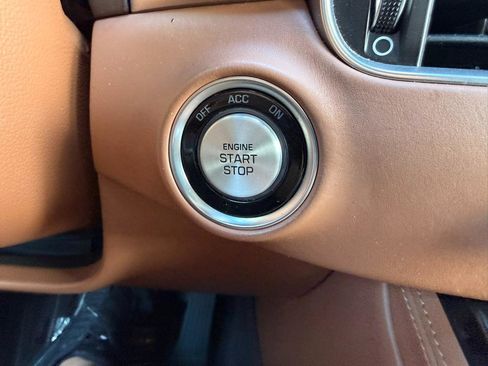 OFF ACC ON
ENGINE
START
STOP